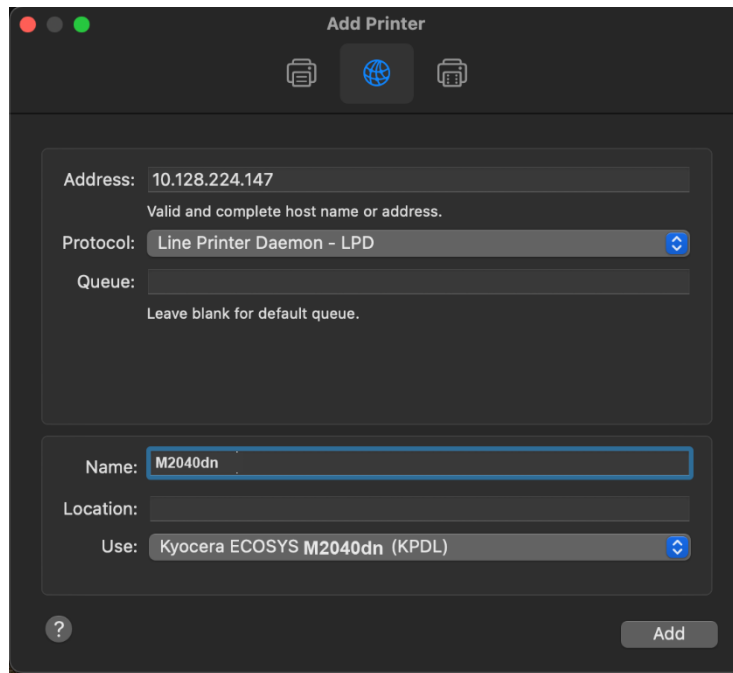 Add Printer
Address: 10.128.224.147
Valid and complete host name or address.
Protocol: Line Printer Daemon - LPD
Queue:
Leave blank for default queue.
Name: M2040dn
Location:
Use: Kyocera ECOSYS M2040dn (KPDL)
? Add